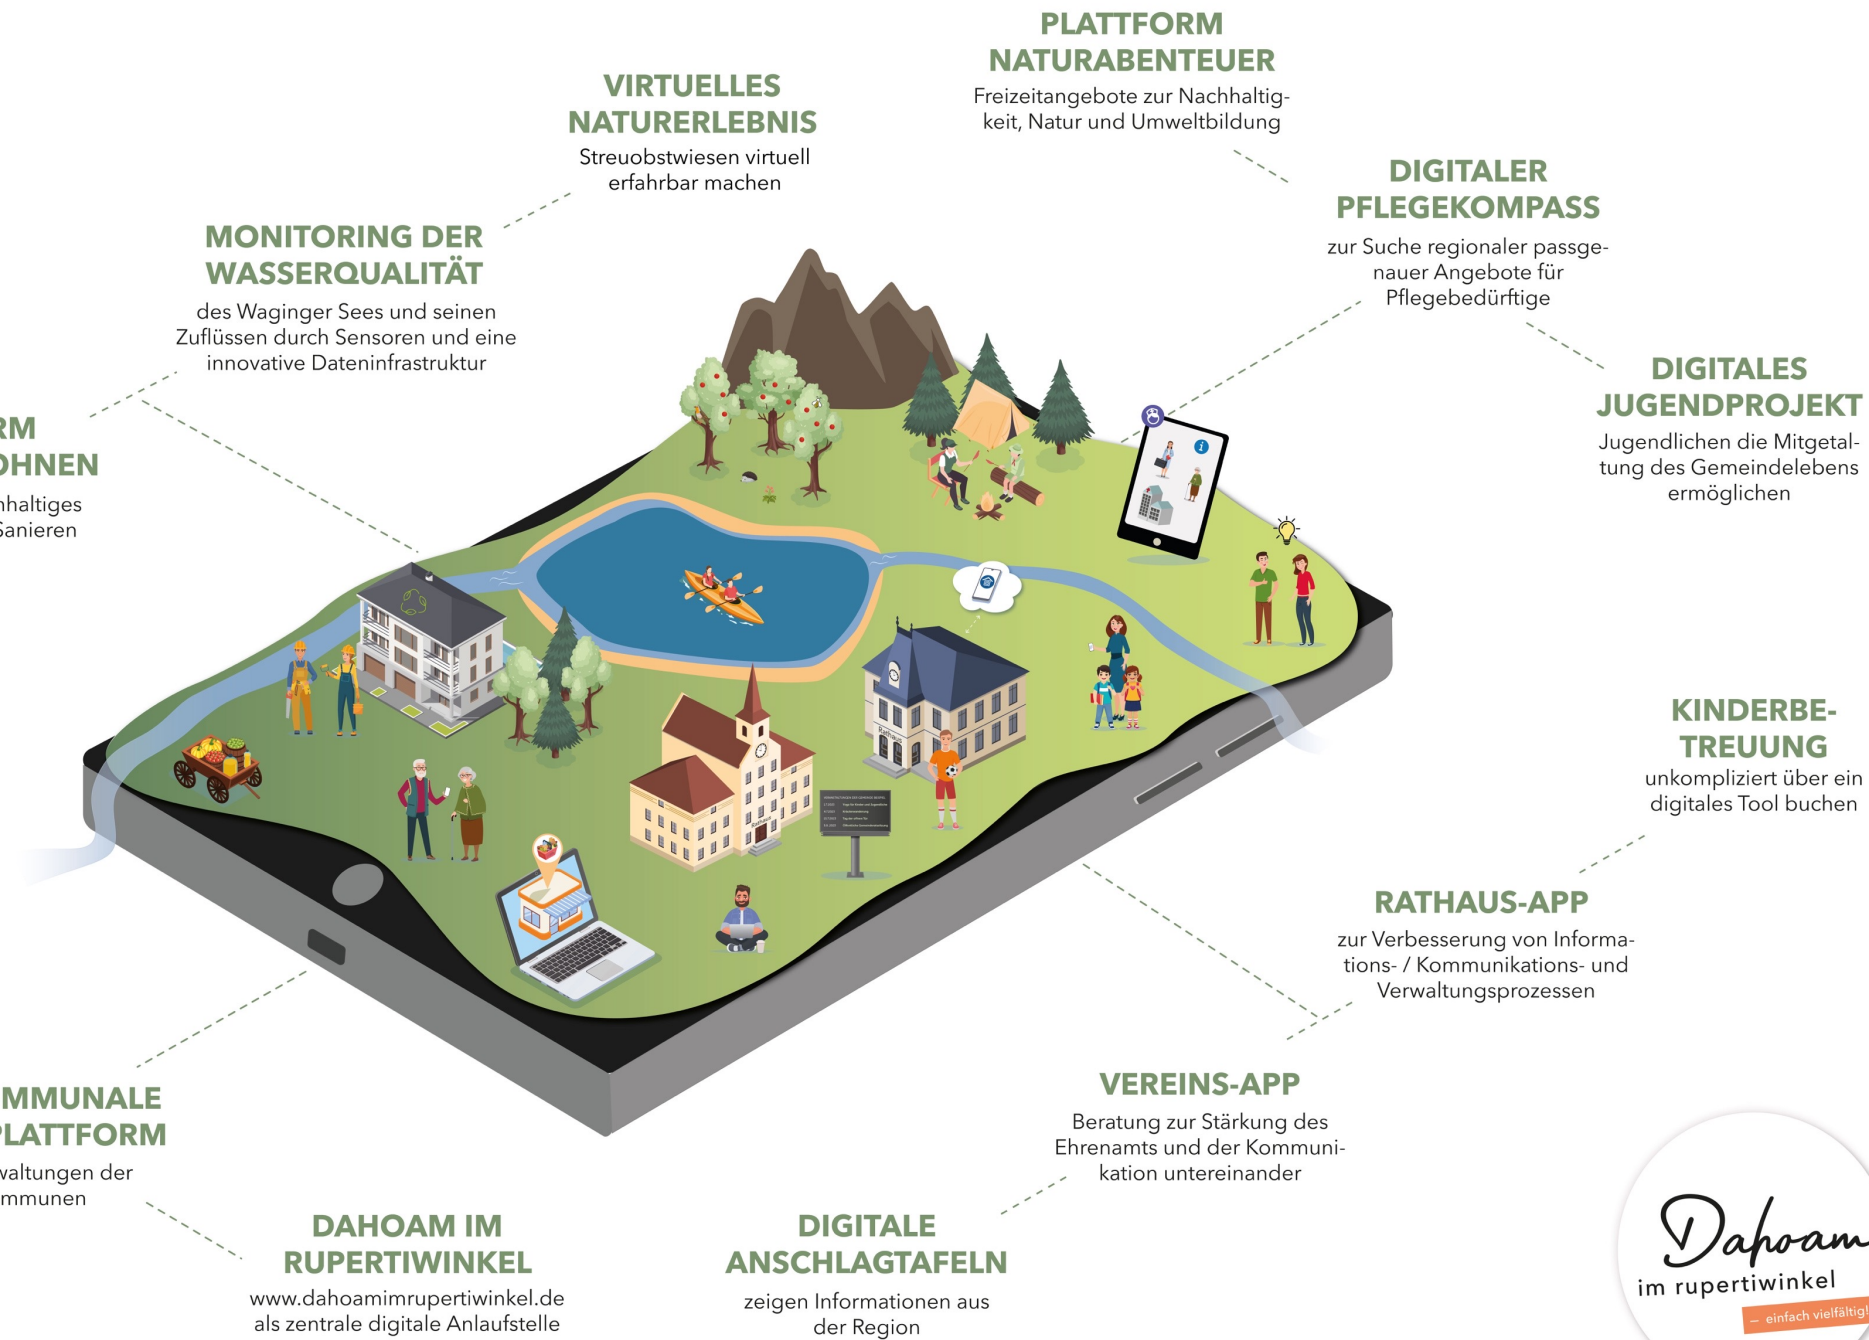 PLATTFORM
NATURABENTEUER
Freizeitangebote zur Nachhaltig-
keit, Natur und Umweltbildung
VIRTUELLES
NATURERLEBNIS
Streuobstwiesen virtuell
erfahrbar machen
DIGITALER
PFLEGEKOMPASS
zur Suche regionaler passge-
nauer Angebote für
Pflegebedürftige
MONITORING DER
WASSERQUALITÄT
des Waginger Sees und seinen
Zuflüssen durch Sensoren und eine
innovative Dateninfrastruktur
DIGITALES
JUGENDPROJEKT
Jugendlichen die Mitgetal-
tung des Gemeindelebens
ermöglichen
RM
OHNEN
haltiges
Sanieren
Rathaus
Rathaus
KINDERBE-
TREUUNG
unkompliziert über ein
digitales Tool buchen
RATHAUS-APP
zur Verbesserung von Informa-
tions- / Kommunikations- und
Verwaltungsprozessen
VEREINS-APP
Beratung zur Stärkung des
Ehrenamts und der Kommuni-
kation untereinander
MMUNALE
PLATTFORM
waltungen der
mmunen
DAHOAM IM
RUPERTIWINKEL
www.dahoamimrupertiwinkel.de
als zentrale digitale Anlaufstelle
DIGITALE
ANSCHLAGTAFELN
zeigen Informationen aus
der Region
Dahoam
im rupertiwinkel
– einfach vielfältig!